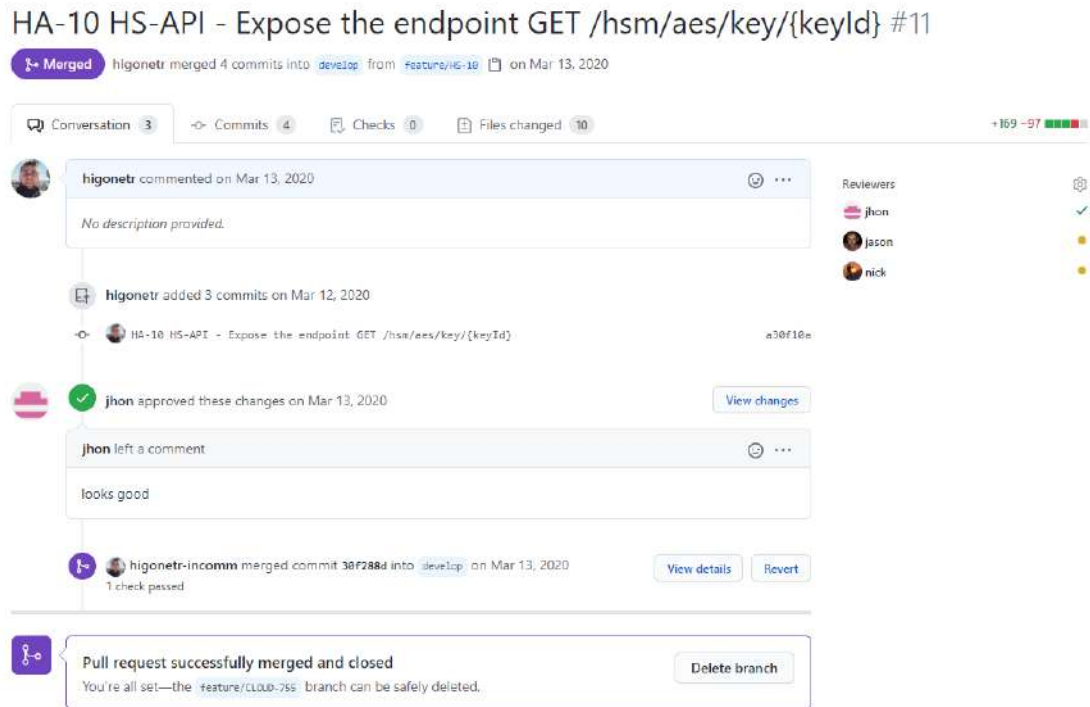 HA-10 HS-API - Expose the endpoint GET /hsm/aes/key/{keyId} #11
Merged higonetr merged 4 commits into develop from feature/HS-10 on Mar 13, 2020
Conversation 3 Commits 4 Checks 0 Files changed 10 +169 −97
higonetr commented on Mar 13, 2020
No description provided.
Reviewers
jhon
jason
nick
higonetr added 3 commits on Mar 12, 2020
HA-10 HS-API - Expose the endpoint GET /hsm/aes/key/{keyId} a30f10e
jhon approved these changes on Mar 13, 2020 View changes
jhon left a comment
looks good
higonetr-incomm merged commit 30f288d into develop on Mar 13, 2020 View details Revert
1 check passed
Pull request successfully merged and closed
You're all set—the feature/CLOUD-755 branch can be safely deleted.
Delete branch